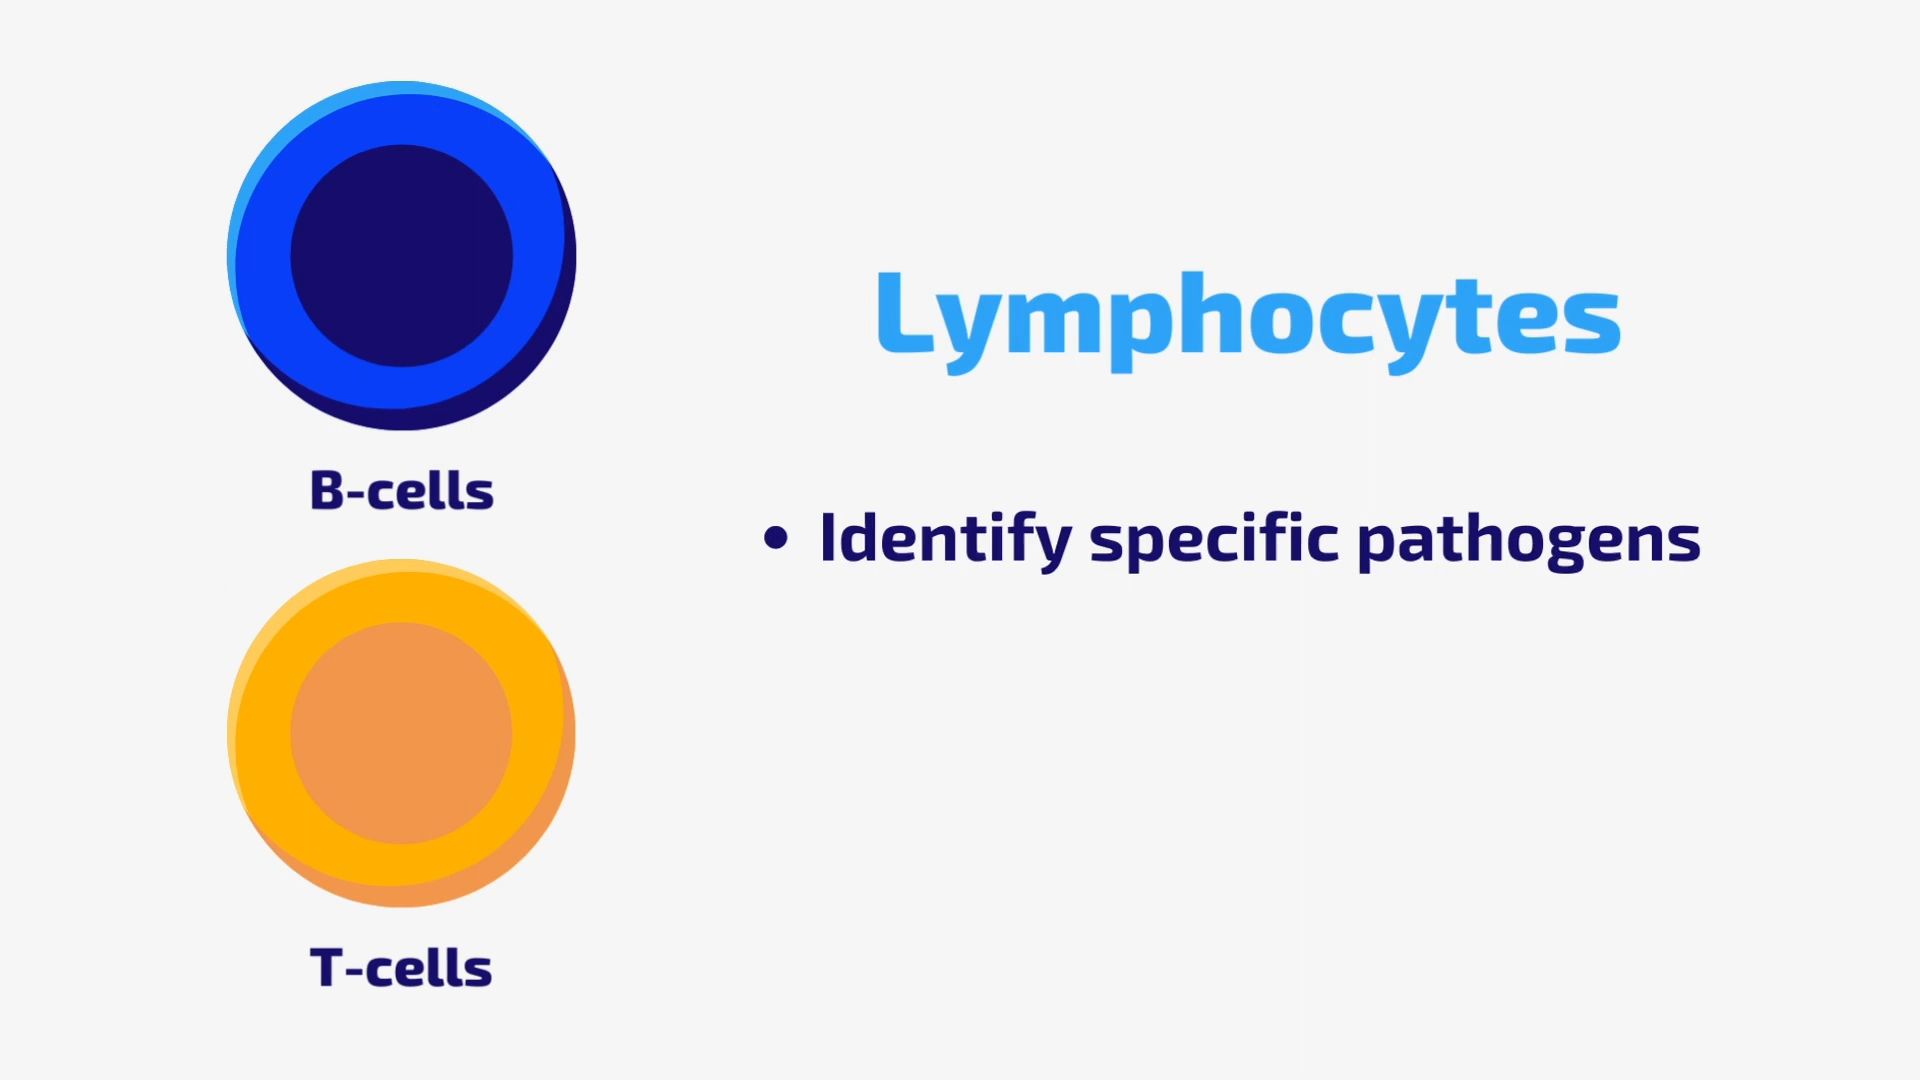 B-cells
T-cells
Lymphocytes
• Identify specific pathogens